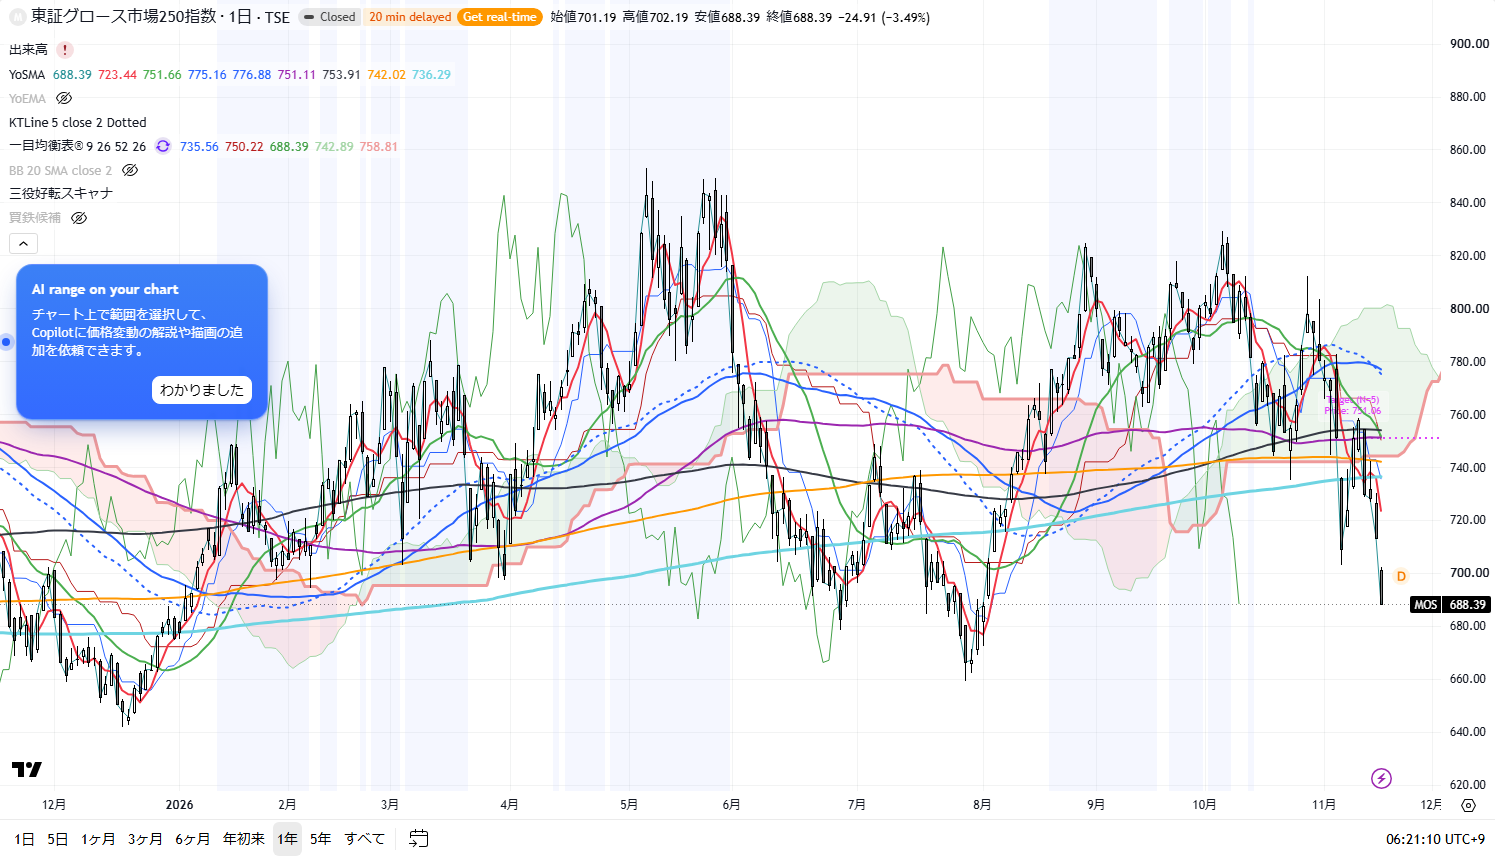 東証グロース市場250指数 · 1日 · TSE Closed 20 min delayed Get real-time 始値701.19 高値702.19 安値688.39 終値688.39 −24.91 (−3.49%)
出来高 !
YoSMA 688.39 723.44 751.66 775.16 776.88 751.11 753.91 742.02 736.29
YoEMA
KTLine 5 close 2 Dotted
一目均衡表® 9 26 52 26 735.56 750.22 688.39 742.89 758.81
BB 20 SMA close 2
三役好転スキャナ
買鉄候補
AI range on your chart
チャート上で範囲を選択して、
Copilotに価格変動の解説や描画の追
加を依頼できます。
わかりました
900.00
880.00
860.00
840.00
820.00
800.00
780.00
760.00
740.00
720.00
700.00
680.00
660.00
640.00
620.00
Target (N=5)
Price: 751.06
D
MOS 688.39
12月 2026 2月 3月 4月 5月 6月 7月 8月 9月 10月 11月 12月
1日 5日 1ヶ月 3ヶ月 6ヶ月 年初来 1年 5年 すべて
06:21:10 UTC+9